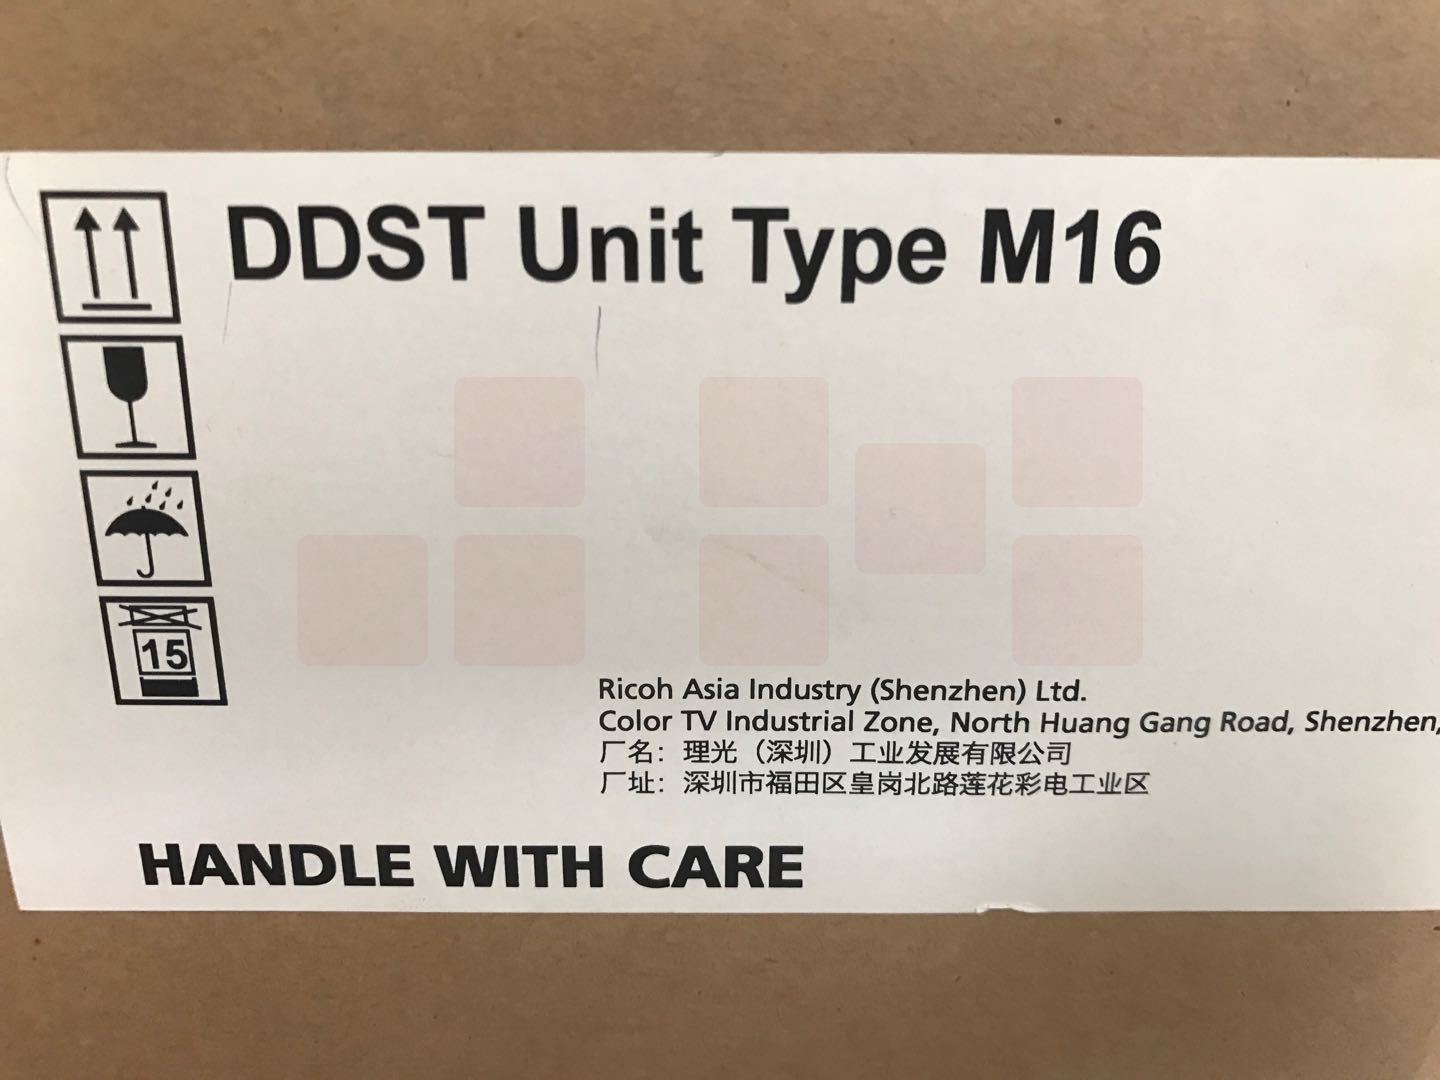 DDST Unit Type M16
15
Ricoh Asia Industry (Shenzhen) Ltd.
Color TV Industrial Zone, North Huang Gang Road, Shenzhen,
厂名：理光（深圳）工业发展有限公司
厂址：深圳市福田区皇岗北路莲花彩电工业区
HANDLE WITH CARE